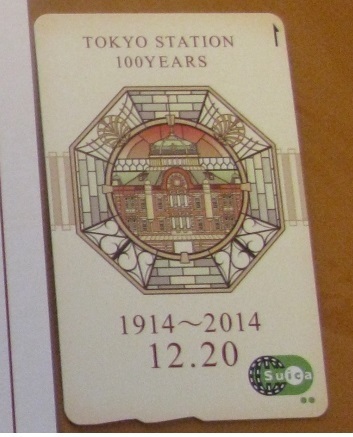 TOKYO STATION
100YEARS
1914～2014
12.20
Suica